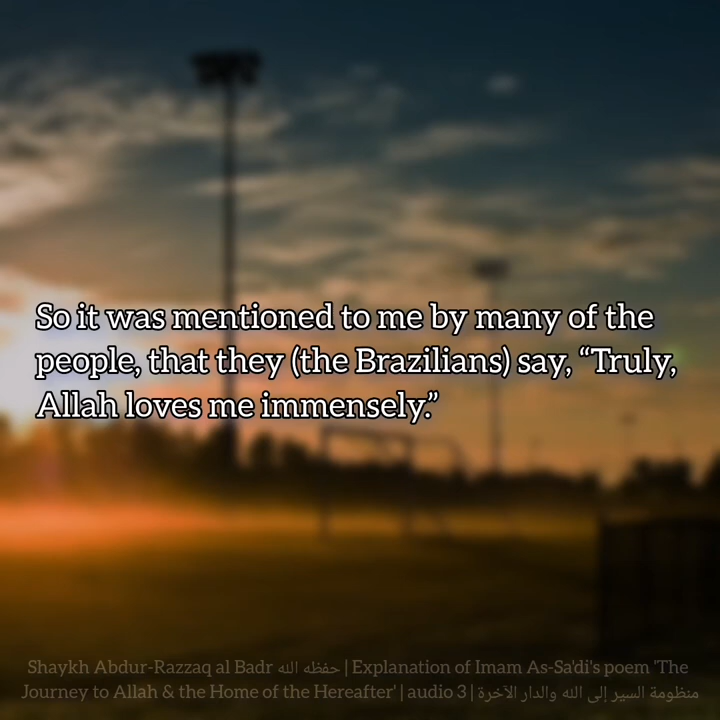 So it was mentioned to me by many of the
people, that they (the Brazilians) say, “Truly,
Allah loves me immensely.”
Shaykh Abdur-Razzaq al Badr حفظه الله | Explanation of Imam As-Sa'di's poem 'The
Journey to Allah & the Home of the Hereafter' | audio 3 | منظومة السير إلى الله والدار الآخرة